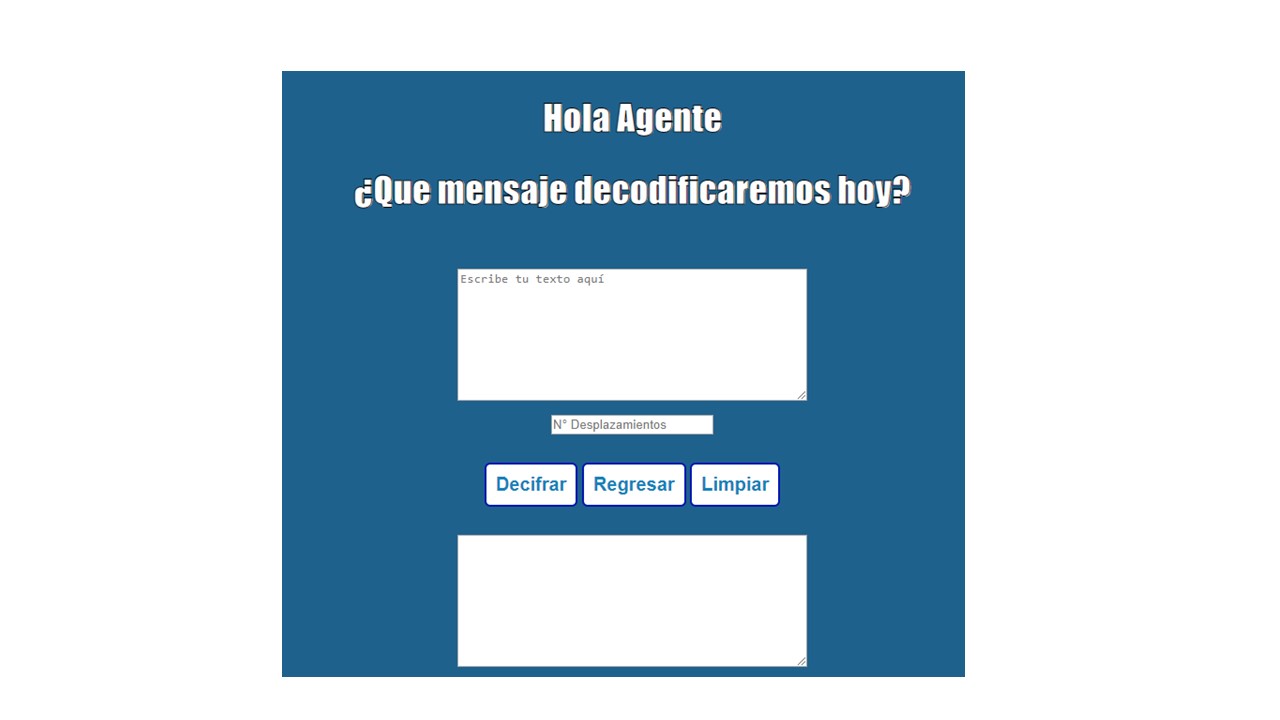 Hola Agente
¿Que mensaje decodificaremos hoy?
Escribe tu texto aquí
N° Desplazamientos
Decifrar Regresar Limpiar